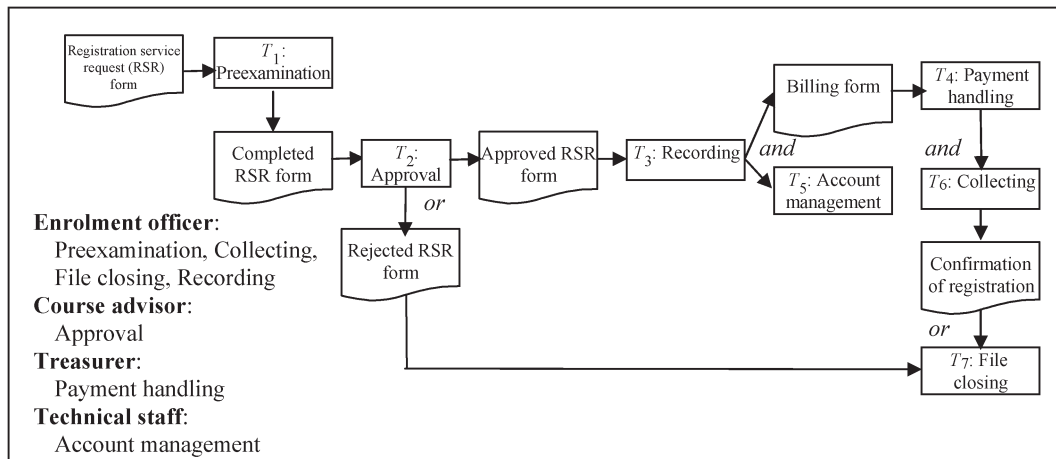 Registration service
request (RSR)
form
T1:
Preexamination
Completed
RSR form
T2:
Approval
or
Approved RSR
form
T3: Recording
and
Billing form
T5: Account
management
T4: Payment
handling
and
T6: Collecting
Rejected RSR
form
Confirmation
of registration
or
T7: File
closing
Enrolment officer:
Preexamination, Collecting,
File closing, Recording
Course advisor:
Approval
Treasurer:
Payment handling
Technical staff:
Account management